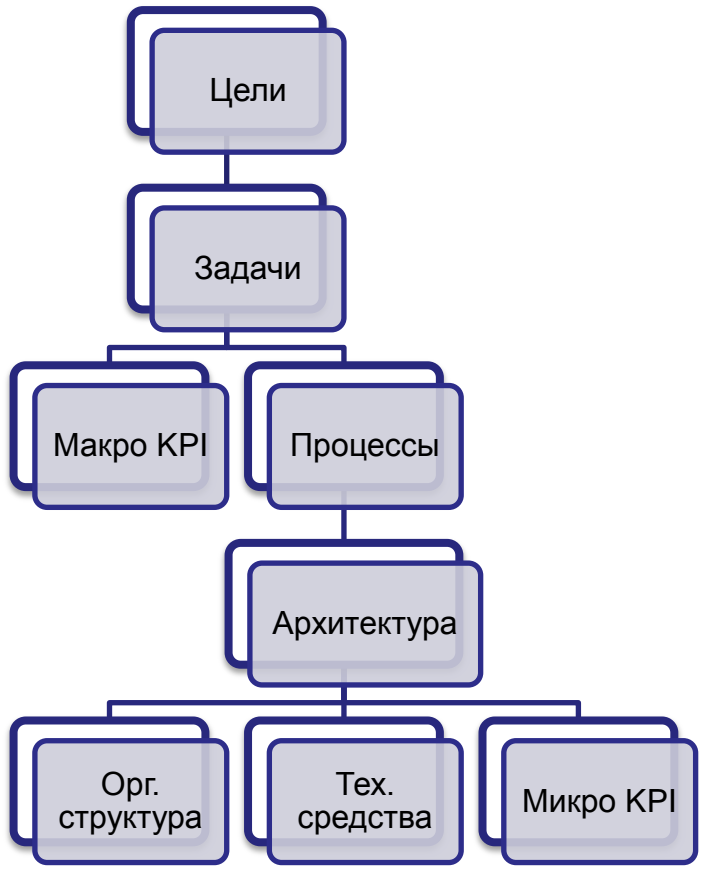 Цели
Задачи
Макро KPI
Процессы
Архитектура
Орг.
структура
Тех.
средства
Микро KPI